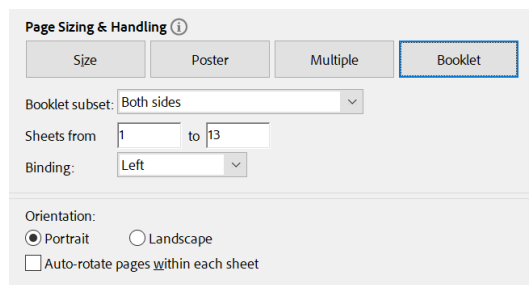 Page Sizing & Handling
Size Poster Multiple Booklet
Booklet subset: Both sides
Sheets from 1 to 13
Binding: Left
Orientation:
Portrait Landscape
Auto-rotate pages within each sheet